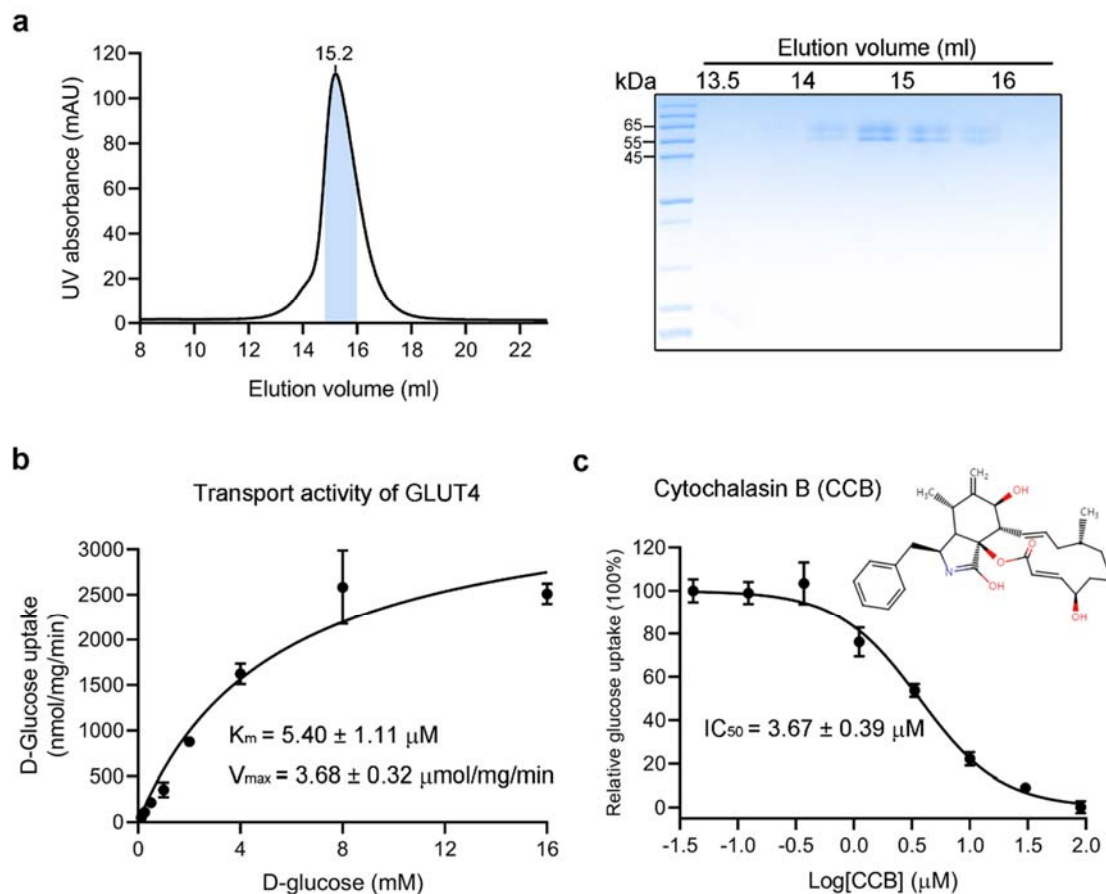 a
15.2
120
100
80
60
40
20
0
UV absorbance (mAU)
8 10 12 14 16 18 20 22
Elution volume (ml)
Elution volume (ml)
kDa 13.5 14 15 16
65
55
45
b
Transport activity of GLUT4
3000
2500
2000
1500
1000
500
0
D-Glucose uptake
(nmol/mg/min)
Km = 5.40 ± 1.11 μM
Vmax = 3.68 ± 0.32 μmol/mg/min
0 4 8 12 16
D-glucose (mM)
c
Cytochalasin B (CCB)
CH2
H3C
OH
CH3
O
O
N
OH
OH
120
100
80
60
40
20
0
Relative glucose uptake (100%)
IC50 = 3.67 ± 0.39 μM
-1.5 -1.0 -0.5 0.0 0.5 1.0 1.5 2.0
Log[CCB] (μM)